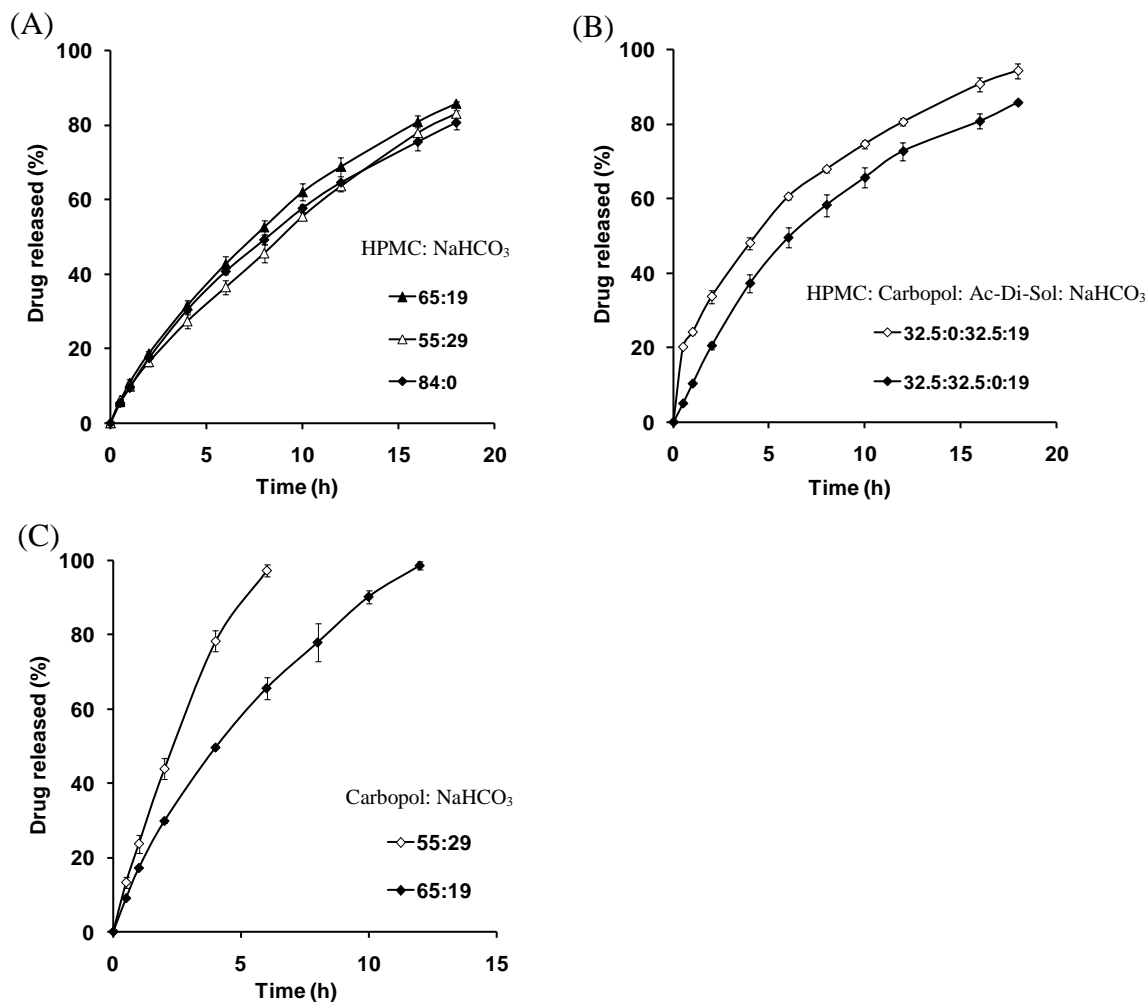 (A)
100
80
60
40
20
0
Drug released (%)
0 5 10 15 20
Time (h)
HPMC: NaHCO₃
65:19
55:29
84:0
(B)
100
80
60
40
20
0
Drug released (%)
0 5 10 15 20
Time (h)
HPMC: Carbopol: Ac-Di-Sol: NaHCO₃
32.5:0:32.5:19
32.5:32.5:0:19
(C)
100
80
60
40
20
0
Drug released (%)
0 5 10 15
Time (h)
Carbopol: NaHCO₃
55:29
65:19